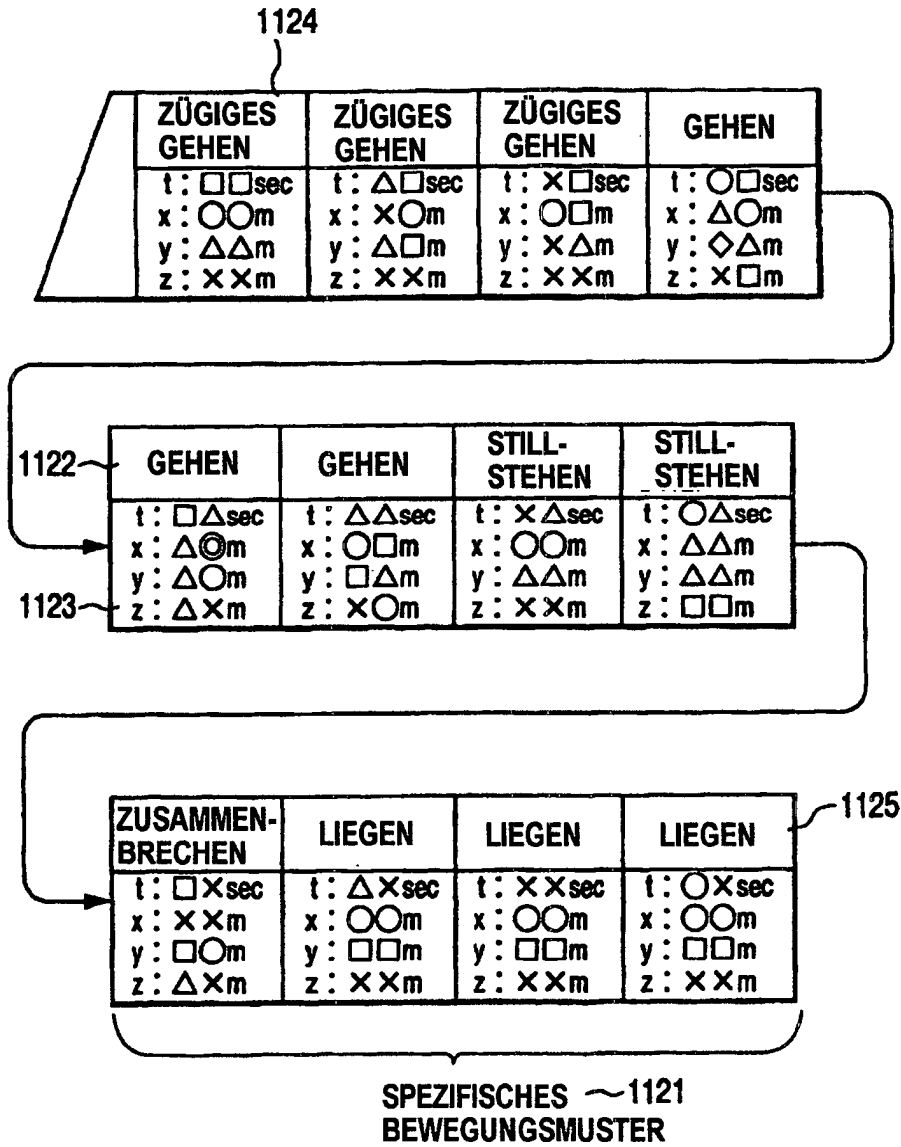 1124
ZÜGIGES GEHEN ZÜGIGES GEHEN ZÜGIGES GEHEN GEHEN
t : □□sec t : △□sec t : ×□sec t : ○□sec
x : ○○m x : ×○m x : ○□m x : △○m
y : △△m y : △□m y : ×△m y : ◇△m
z : ××m z : ××m z : ××m z : ×□m
1122 GEHEN GEHEN STILL-STEHEN STILL-STEHEN
t : □△sec t : △△sec t : ×△sec t : ○△sec
x : △◎m x : ○□m x : ○○m x : △△m
y : △○m y : □△m y : △△m y : △△m
1123 z : △×m z : ×○m z : ××m z : □□m
ZUSAMMEN-BRECHEN LIEGEN LIEGEN LIEGEN 1125
t : □×sec t : △×sec t : ××sec t : ○×sec
x : ××m x : ○○m x : ○○m x : ○○m
y : □○m y : □□m y : □□m y : □□m
z : △×m z : ××m z : ××m z : ××m
SPEZIFISCHES 1121
BEWEGUNGSMUSTER